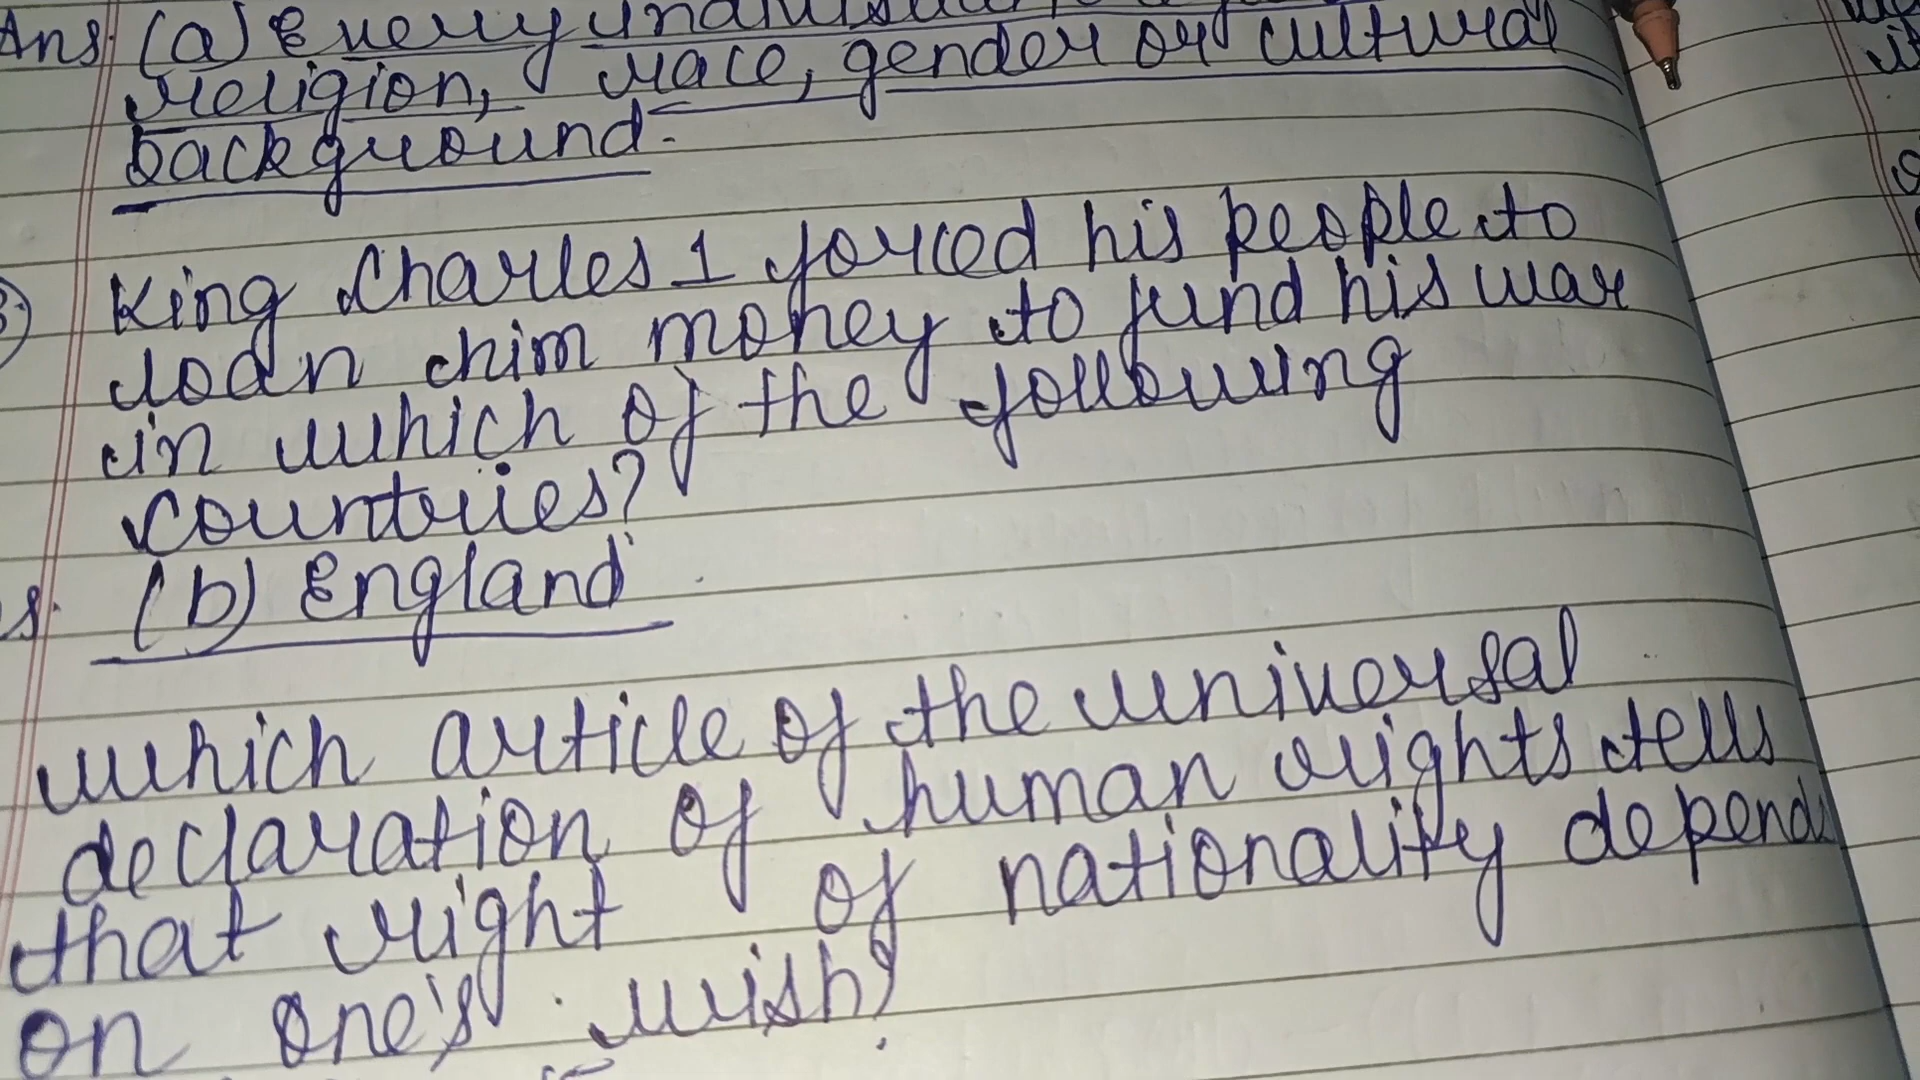 Ans. (a) Every individual
religion, race, gender or cultural
background.
King Charles 1 forced his people to
loan him money to fund his war
in which of the following
countries?
s. (b) England
which article of the universal
declaration of human rights tells
that right of nationality depends
on one's wish?